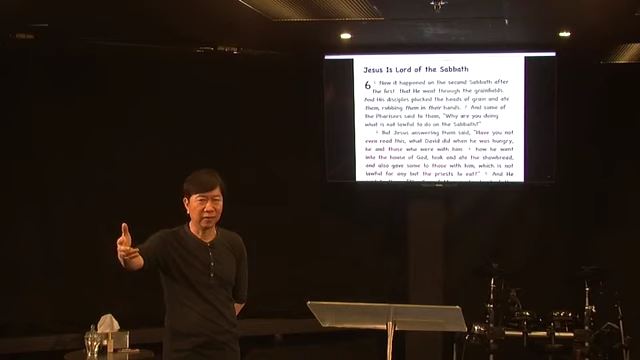 Jesus Is Lord of the Sabbath
6 1 Now it happened on the second Sabbath after
the first that He went through the grainfields.
And His disciples plucked the heads of grain and ate
them, rubbing them in their hands. 2 And some of
the Pharisees said to them, "Why are you doing
what is not lawful to do on the Sabbath?"
3 But Jesus answering them said, "Have you not
even read this, what David did when he was hungry,
he and those who were with him: 4 how he went
into the house of God, took and ate the showbread,
and also gave some to those with him, which is not
lawful for any but the priests to eat?" 5 And He